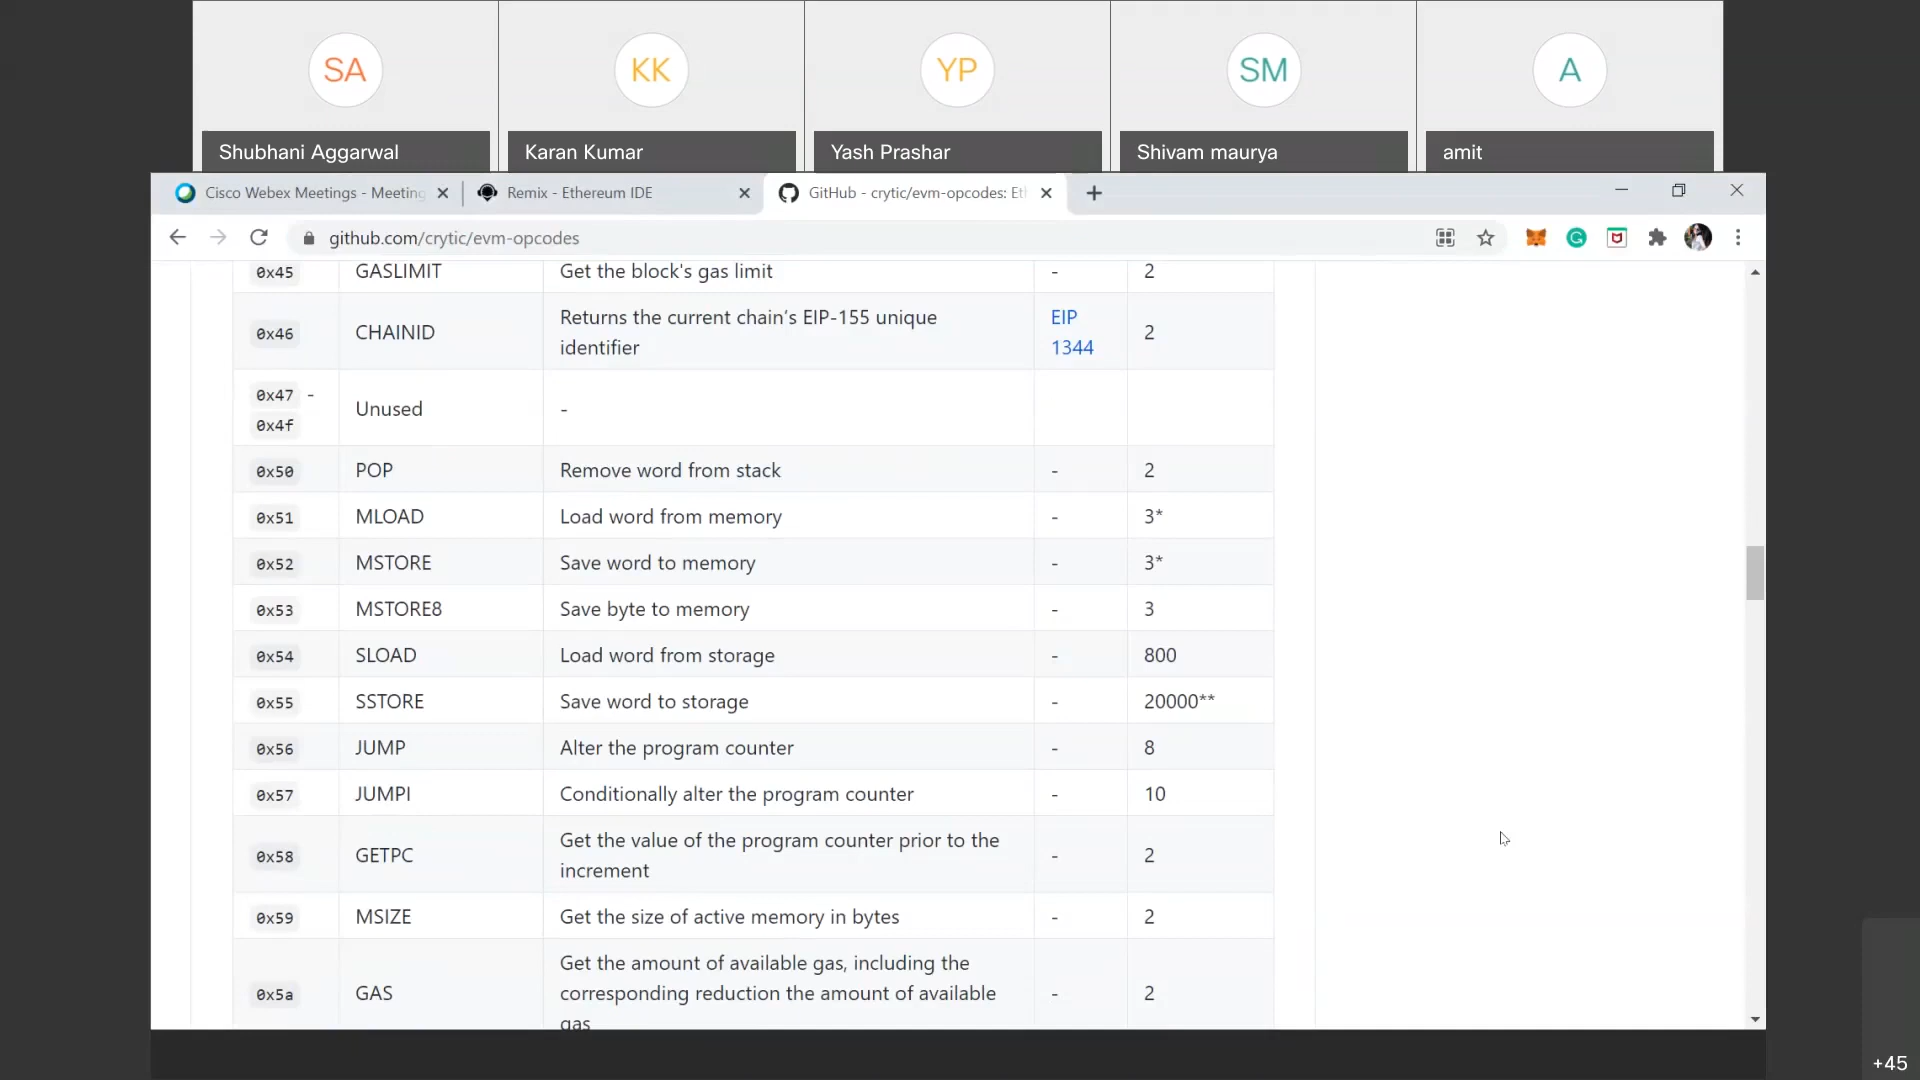 SA
KK
YP
SM
A
Shubhani Aggarwal
Karan Kumar
Yash Prashar
Shivam maurya
amit
Cisco Webex Meetings - Meeting
Remix - Ethereum IDE
GitHub - crytic/evm-opcodes: Eth
github.com/crytic/evm-opcodes
0x45 GASLIMIT Get the block's gas limit - 2
0x46 CHAINID Returns the current chain’s EIP-155 unique
identifier
EIP
1344
2
0x47 -
0x4f
Unused -
0x50 POP Remove word from stack - 2
0x51 MLOAD Load word from memory - 3*
0x52 MSTORE Save word to memory - 3*
0x53 MSTORE8 Save byte to memory - 3
0x54 SLOAD Load word from storage - 800
0x55 SSTORE Save word to storage - 20000**
0x56 JUMP Alter the program counter - 8
0x57 JUMPI Conditionally alter the program counter - 10
0x58 GETPC Get the value of the program counter prior to the
increment
- 2
0x59 MSIZE Get the size of active memory in bytes - 2
0x5a GAS Get the amount of available gas, including the
corresponding reduction the amount of available
gas
- 2
+45